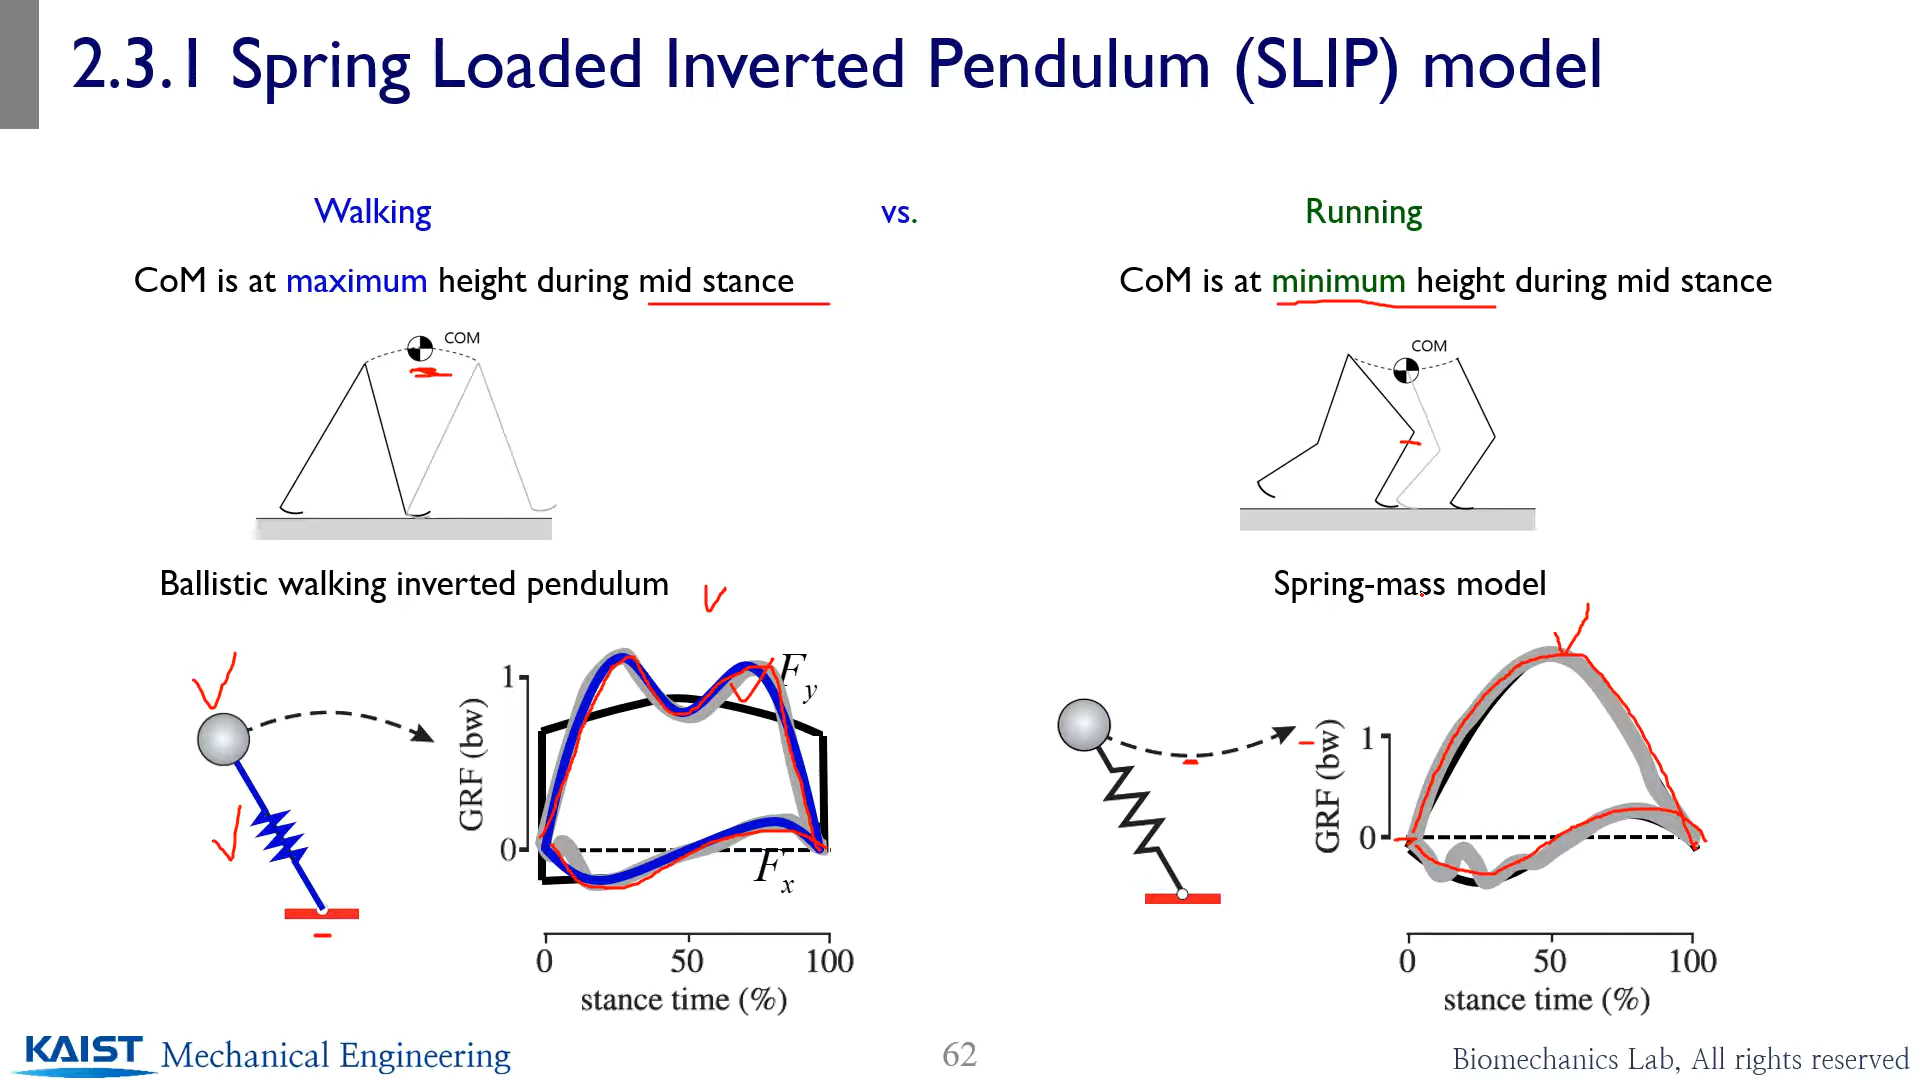 2.3.1 Spring Loaded Inverted Pendulum (SLIP) model
Walking
vs.
Running
CoM is at maximum height during mid stance
CoM is at minimum height during mid stance
COM
COM
Ballistic walking inverted pendulum
Spring-mass model
GRF (bw)
1
0
Fy
Fx
0 50 100
stance time (%)
GRF (bw)
1
0
0 50 100
stance time (%)
KAIST Mechanical Engineering
62
Biomechanics Lab, All rights reserved